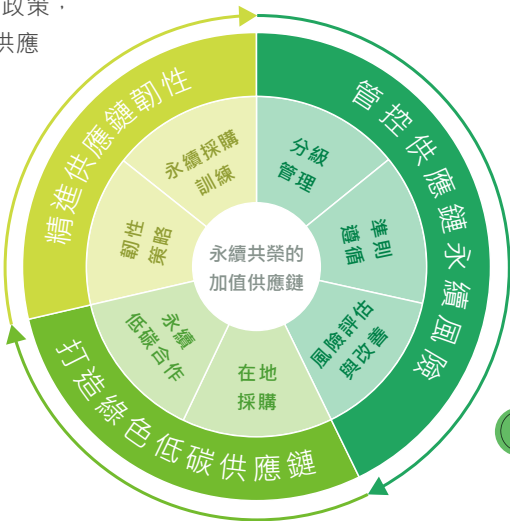 政策，
供應
精進供應鏈韌性
管控供應鏈永續風險
打造綠色低碳供應鏈
永續採購
訓練
分級
管理
準則
遵循
風險評估
與改善
在地
採購
永續
低碳合作
韌性
策略
永續共榮的
加值供應鏈